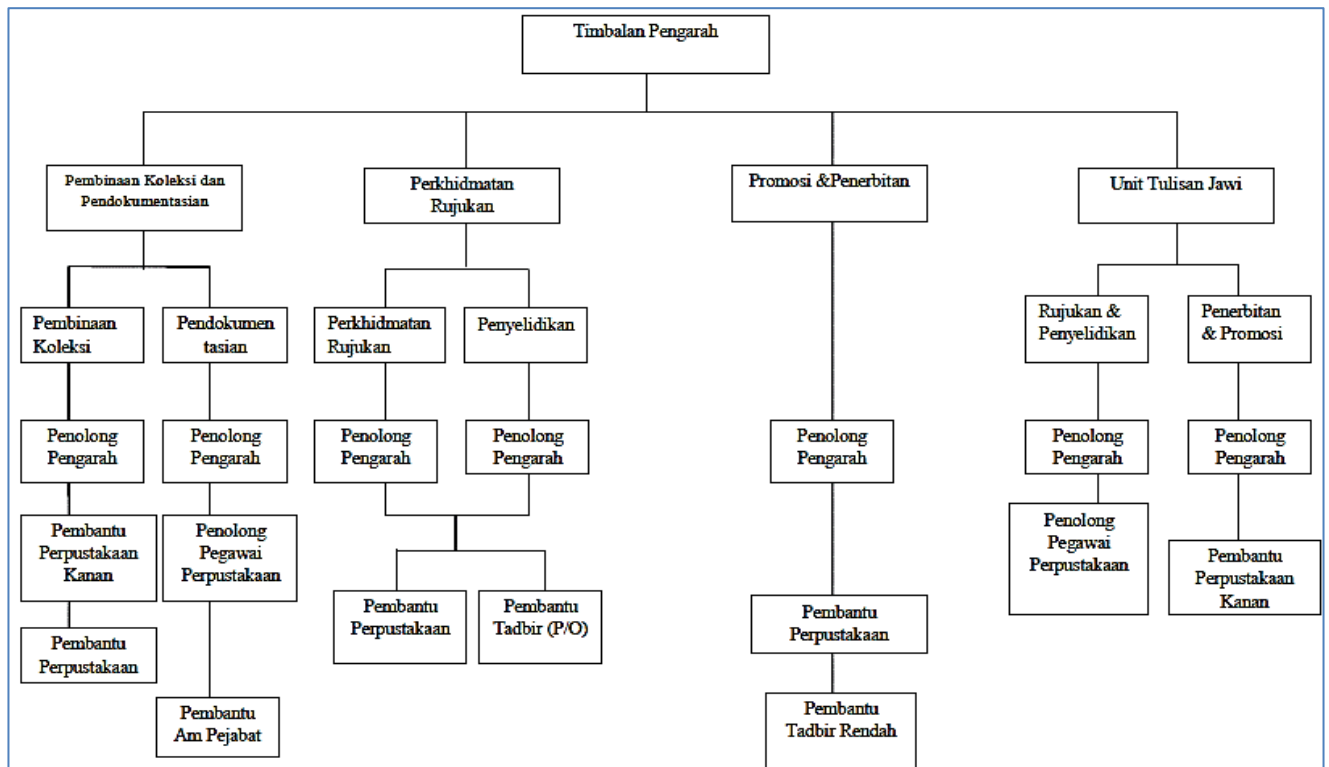 Timbalan Pengarah
Pembinaan Koleksi dan
Pendokumentasian
Perkhidmatan
Rujukan
Promosi &Penerbitan
Unit Tulisan Jawi
Pembinaan
Koleksi
Pendokumen
tasian
Perkhidmatan
Rujukan
Penyelidikan
Rujukan &
Penyelidikan
Penerbitan
& Promosi
Penolong
Pengarah
Penolong
Pengarah
Penolong
Pengarah
Penolong
Pengarah
Penolong
Pengarah
Penolong
Pengarah
Penolong
Pengarah
Pembantu
Perpustakaan
Kanan
Penolong
Pegawai
Perpustakaan
Penolong
Pegawai
Perpustakaan
Pembantu
Perpustakaan
Kanan
Pembantu
Perpustakaan
Pembantu
Tadbir (P/O)
Pembantu
Perpustakaan
Pembantu
Perpustakaan
Pembantu
Am Pejabat
Pembantu
Tadbir Rendah